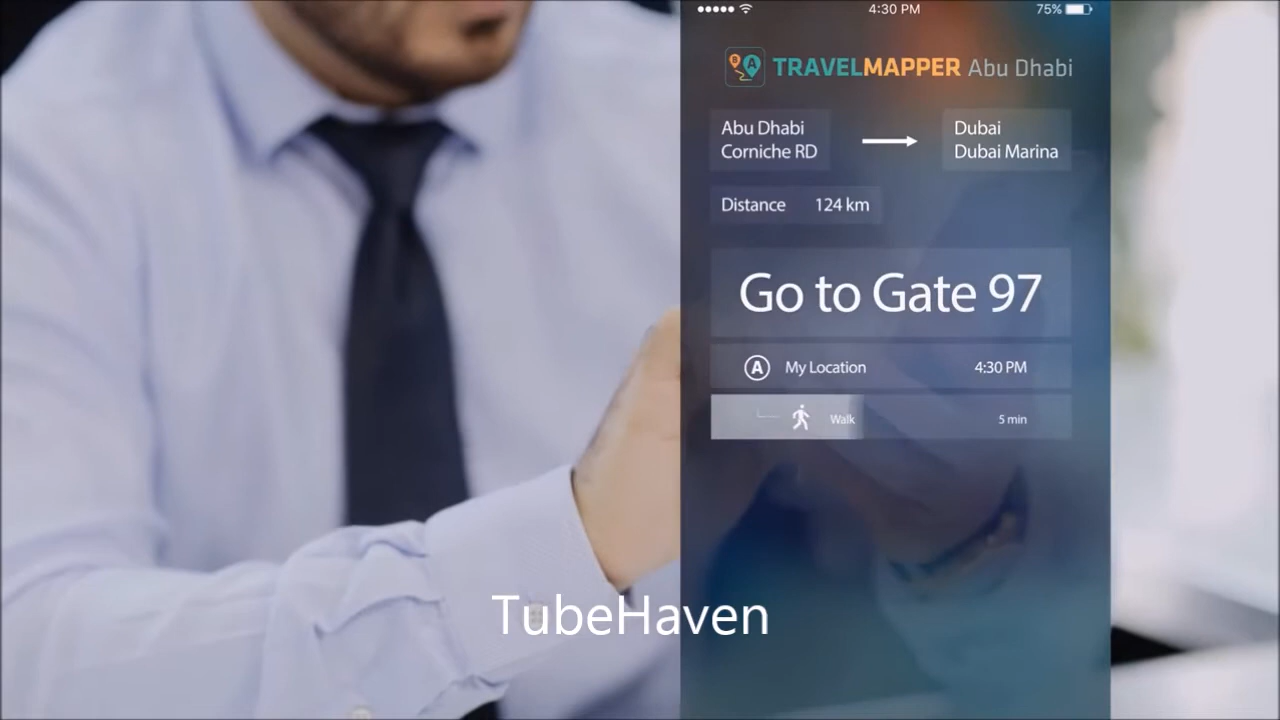 4:30 PM
75%
B A
TRAVELMAPPER Abu Dhabi
Abu Dhabi
Corniche RD
Dubai
Dubai Marina
Distance 124 km
Go to Gate 97
A My Location 4:30 PM
Walk 5 min
TubeHaven